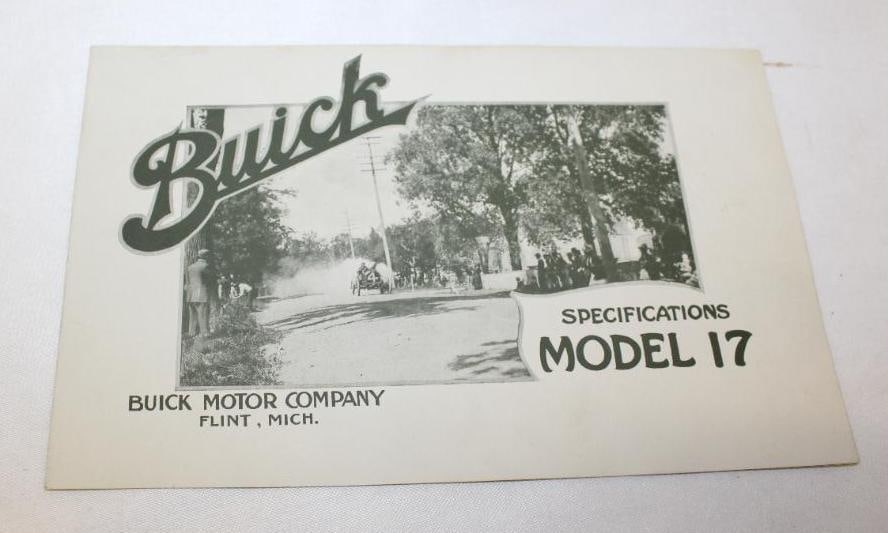 Buick
SPECIFICATIONS
MODEL 17
BUICK MOTOR COMPANY
FLINT, MICH.